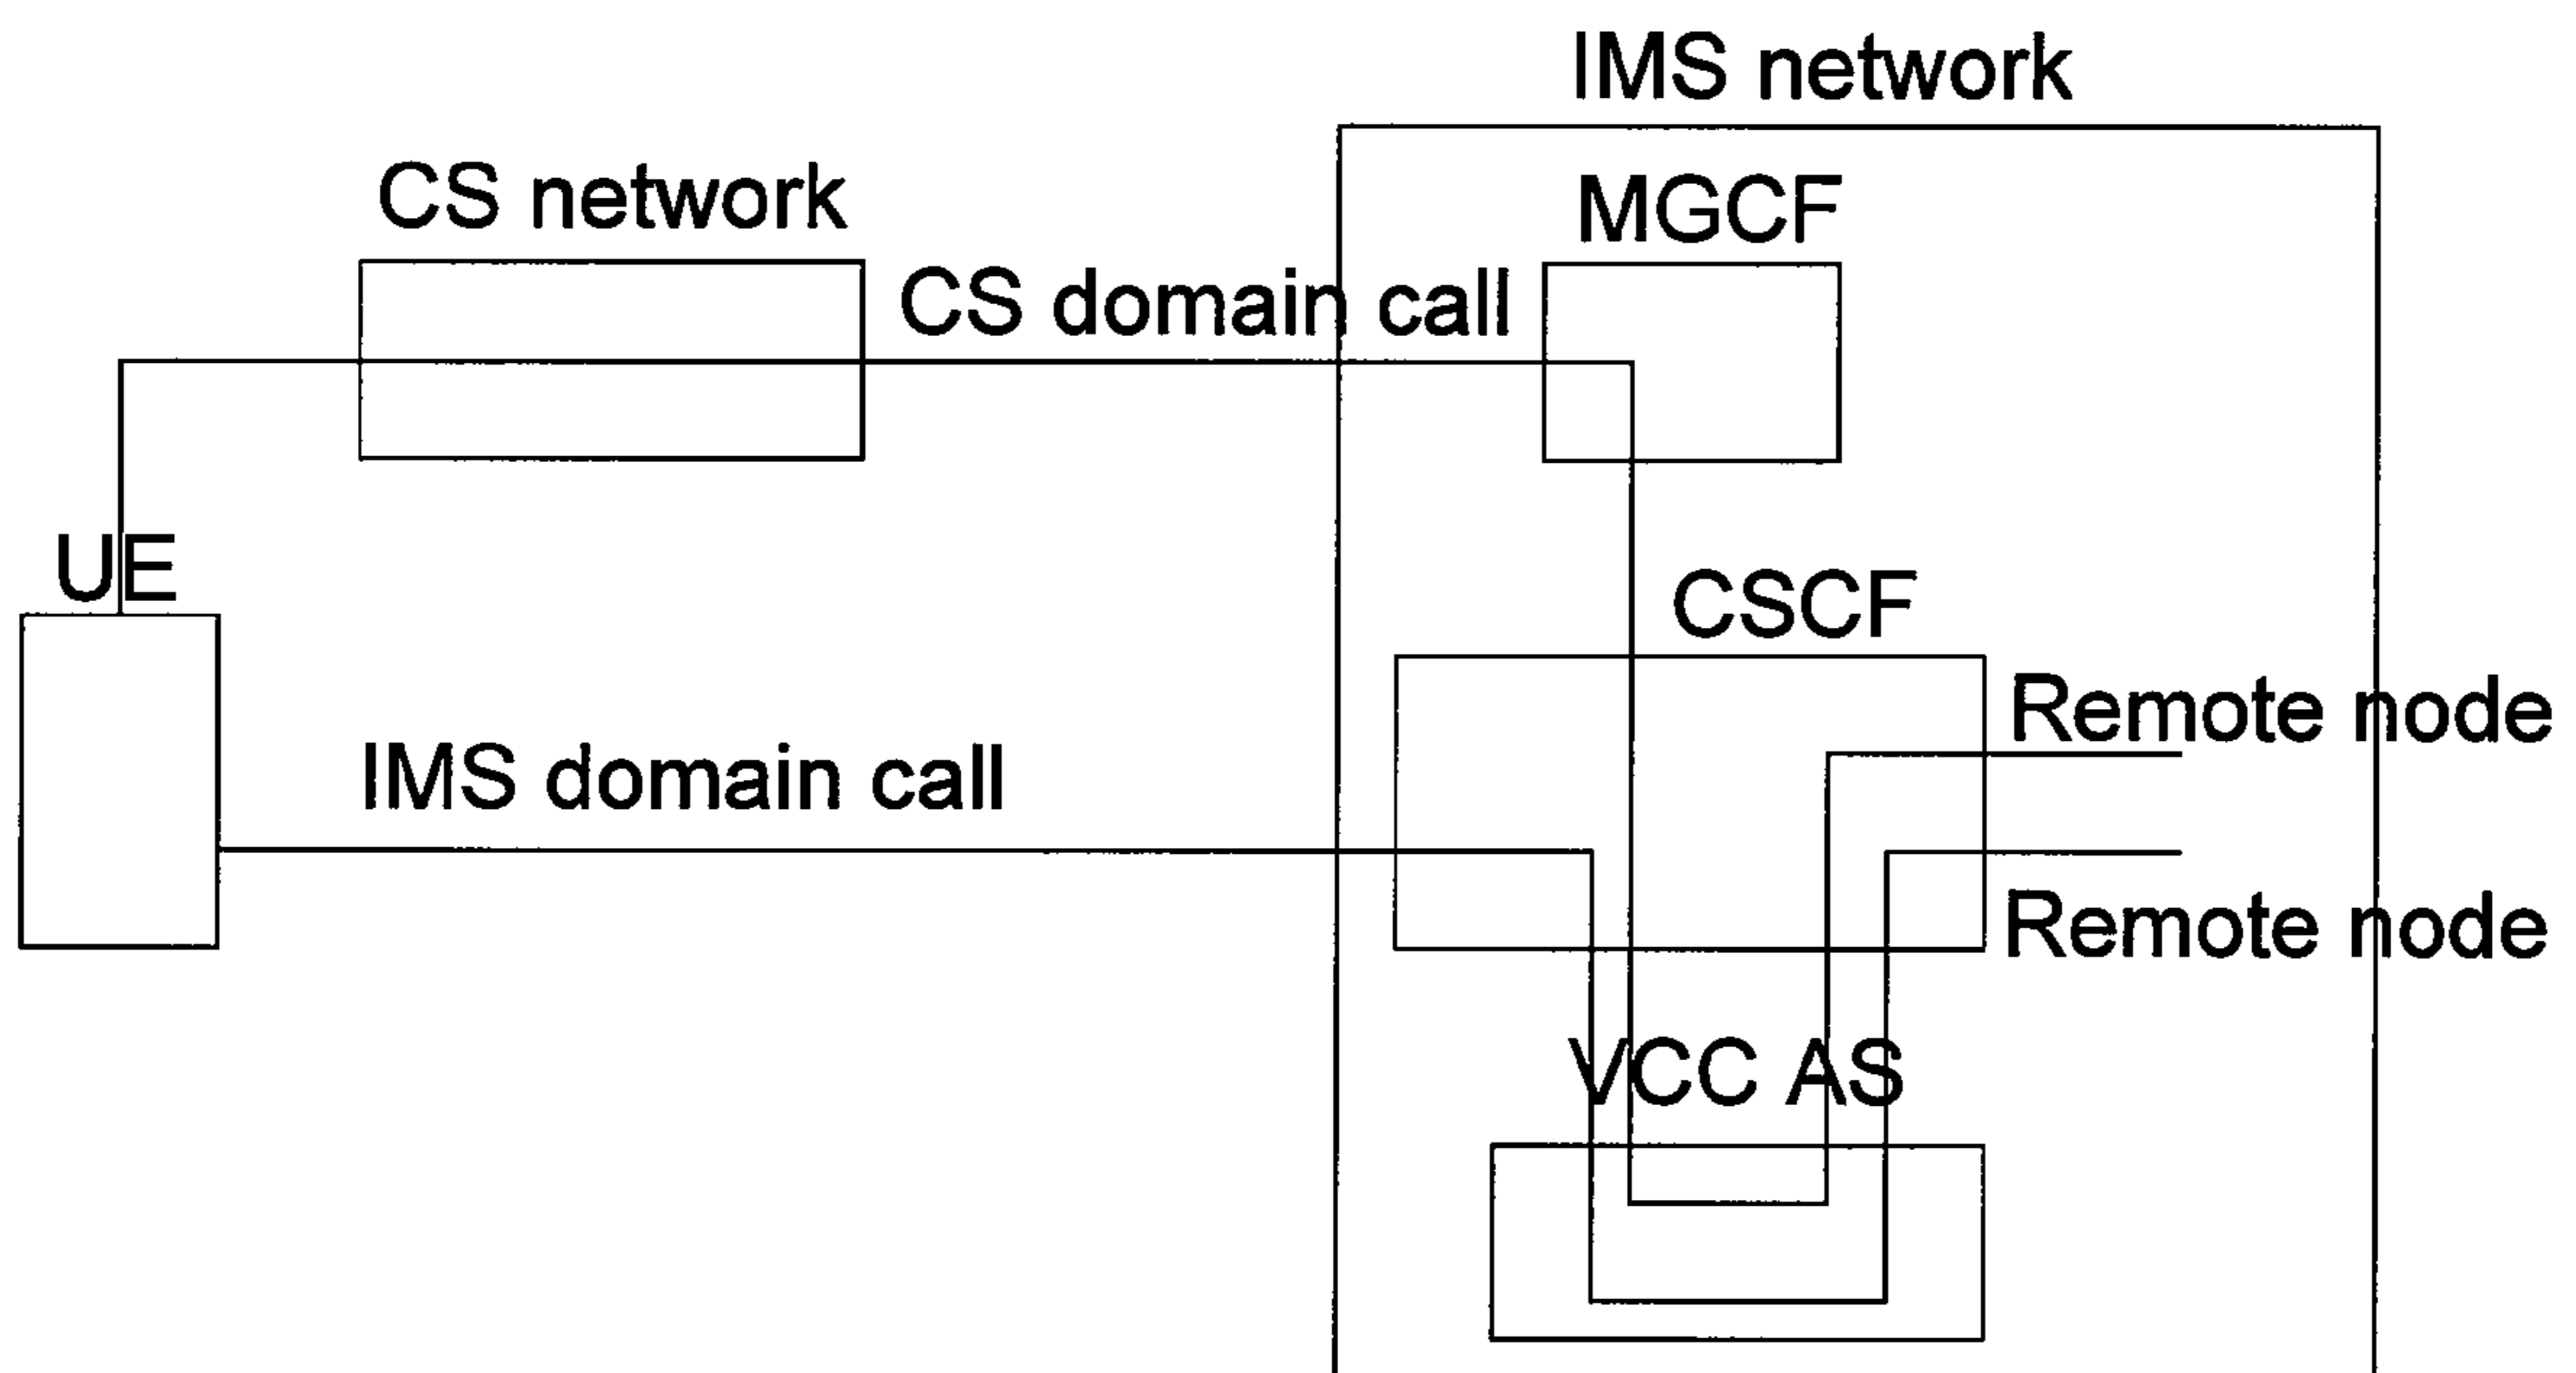 IMS network
CS network
MGCF
CS domain call
UE
CSCF
Remote node
IMS domain call
Remote node
VCC AS